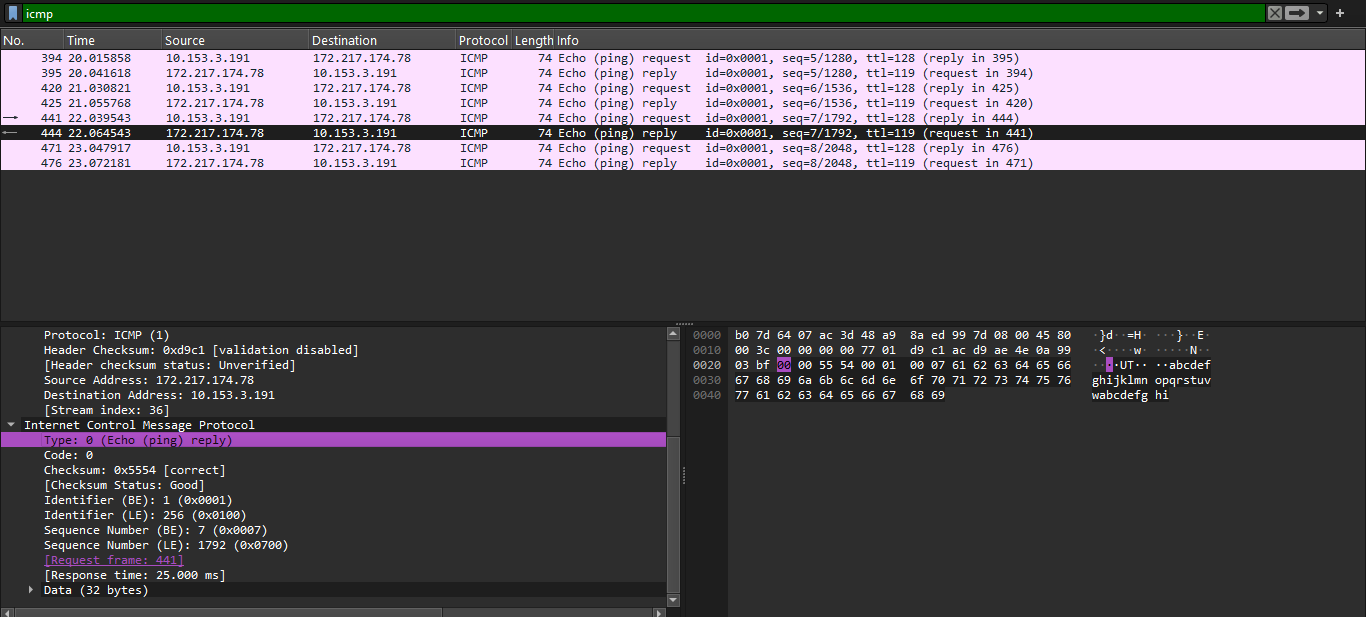 icmp
No. Time Source Destination Protocol Length Info
394 20.015858 10.153.3.191 172.217.174.78 ICMP 74 Echo (ping) request id=0x0001, seq=5/1280, ttl=128 (reply in 395)
395 20.041618 172.217.174.78 10.153.3.191 ICMP 74 Echo (ping) reply id=0x0001, seq=5/1280, ttl=119 (request in 394)
420 21.030821 10.153.3.191 172.217.174.78 ICMP 74 Echo (ping) request id=0x0001, seq=6/1536, ttl=128 (reply in 425)
425 21.055768 172.217.174.78 10.153.3.191 ICMP 74 Echo (ping) reply id=0x0001, seq=6/1536, ttl=119 (request in 420)
441 22.039543 10.153.3.191 172.217.174.78 ICMP 74 Echo (ping) request id=0x0001, seq=7/1792, ttl=128 (reply in 444)
444 22.064543 172.217.174.78 10.153.3.191 ICMP 74 Echo (ping) reply id=0x0001, seq=7/1792, ttl=119 (request in 441)
471 23.047917 10.153.3.191 172.217.174.78 ICMP 74 Echo (ping) request id=0x0001, seq=8/2048, ttl=128 (reply in 476)
476 23.072181 172.217.174.78 10.153.3.191 ICMP 74 Echo (ping) reply id=0x0001, seq=8/2048, ttl=119 (request in 471)
Protocol: ICMP (1)
Header Checksum: 0xd9c1 [validation disabled]
[Header checksum status: Unverified]
Source Address: 172.217.174.78
Destination Address: 10.153.3.191
[Stream index: 36]
Internet Control Message Protocol
Type: 0 (Echo (ping) reply)
Code: 0
Checksum: 0x5554 [correct]
[Checksum Status: Good]
Identifier (BE): 1 (0x0001)
Identifier (LE): 256 (0x0100)
Sequence Number (BE): 7 (0x0007)
Sequence Number (LE): 1792 (0x0700)
[Request frame: 441]
[Response time: 25.000 ms]
Data (32 bytes)
0000 b0 7d 64 07 ac 3d 48 a9 8a ed 99 7d 08 00 45 80 ·}d··=H· ···}··E·
0010 00 3c 00 00 00 00 77 01 d9 c1 ac d9 ae 4e 0a 99 ·<····w· ·····N··
0020 03 bf 00 00 55 54 00 01 00 07 61 62 63 64 65 66 ····UT·· ··abcdef
0030 67 68 69 6a 6b 6c 6d 6e 6f 70 71 72 73 74 75 76 ghijklmn opqrstuv
0040 77 61 62 63 64 65 66 67 68 69 wabcdefg hi